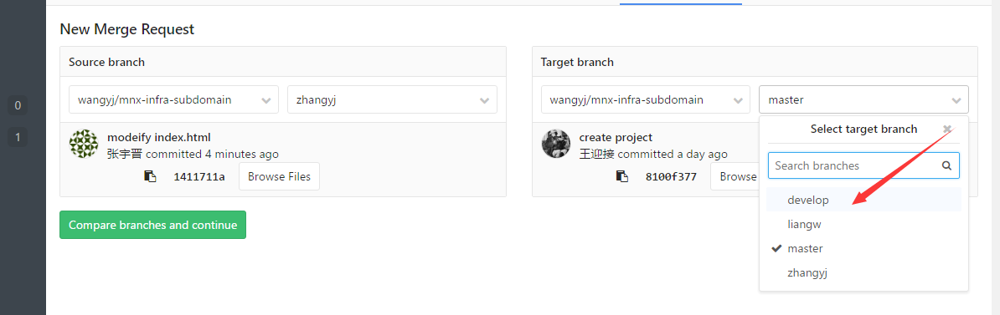 New Merge Request
Source branch
wangyj/mnx-infra-subdomain
zhangyj
modeify index.html
张宇晋 committed 4 minutes ago
1411711a
Browse Files
Target branch
wangyj/mnx-infra-subdomain
master
create project
王迎接 committed a day ago
8100f377
Browse
Select target branch
Search branches
develop
liangw
master
zhangyj
Compare branches and continue
0
1